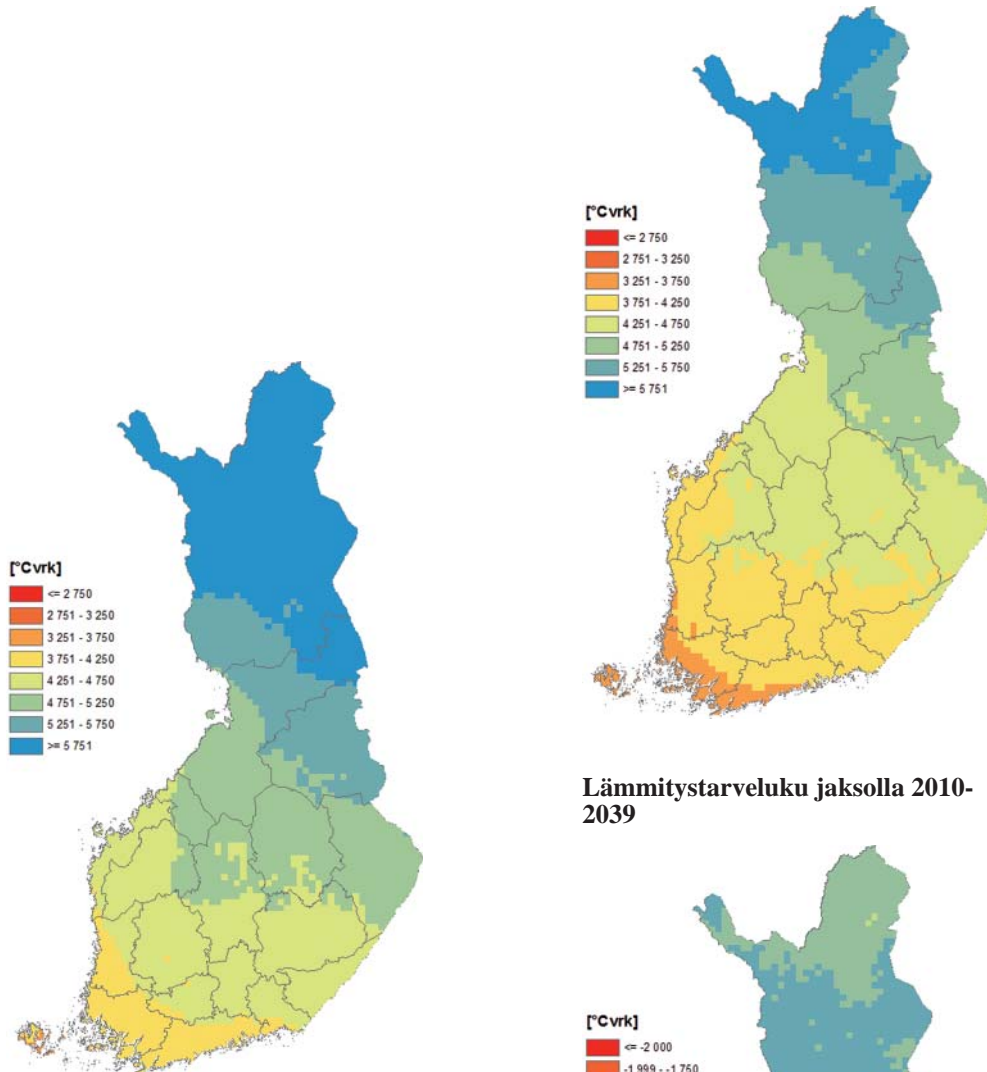 [°Cvrk]
<= 2 750
2 751 - 3 250
3 251 - 3 750
3 751 - 4 250
4 251 - 4 750
4 751 - 5 250
5 251 - 5 750
>= 5 751
[°Cvrk]
<= 2 750
2 751 - 3 250
3 251 - 3 750
3 751 - 4 250
4 251 - 4 750
4 751 - 5 250
5 251 - 5 750
>= 5 751
Lämmitystarveluku jaksolla 2010-
2039
[°Cvrk]
<= -2 000
-1 999 - -1 750